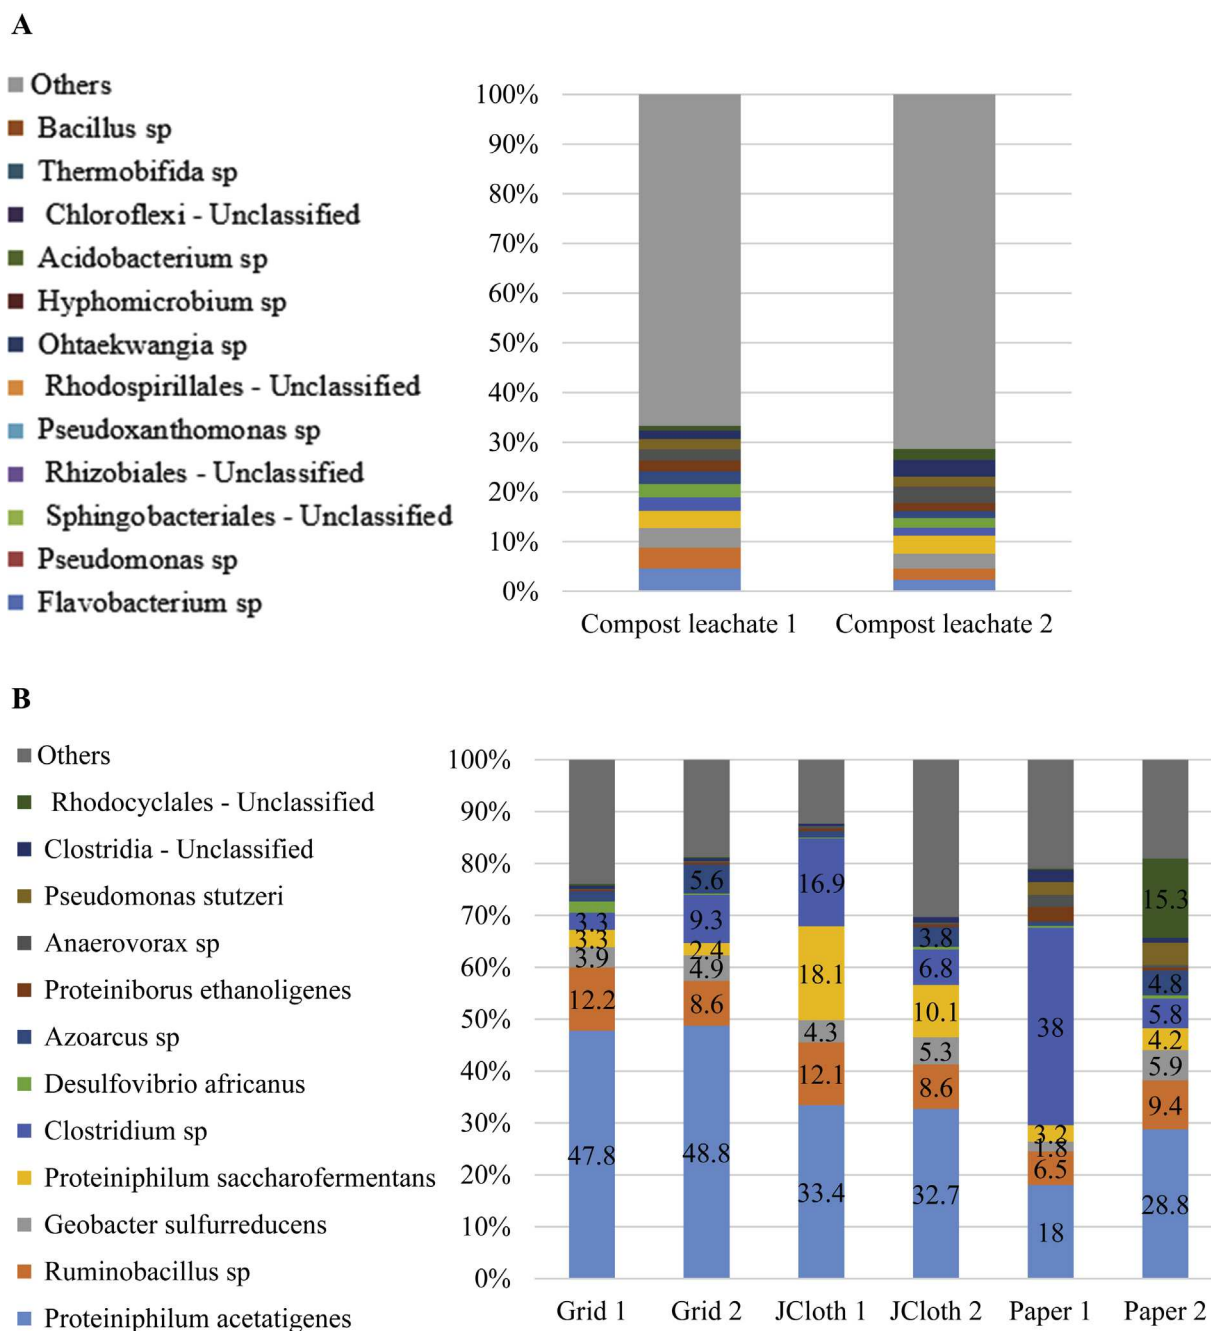 A
Others
Bacillus sp
Thermobifida sp
Chloroflexi - Unclassified
Acidobacterium sp
Hyphomicrobium sp
Ohtaekwangia sp
Rhodospirillales - Unclassified
Pseudoxanthomonas sp
Rhizobiales - Unclassified
Sphingobacteriales - Unclassified
Pseudomonas sp
Flavobacterium sp
100%
90%
80%
70%
60%
50%
40%
30%
20%
10%
0%
Compost leachate 1 Compost leachate 2
B
Others
Rhodocyclales - Unclassified
Clostridia - Unclassified
Pseudomonas stutzeri
Anaerovorax sp
Proteiniborus ethanoligenes
Azoarcus sp
Desulfovibrio africanus
Clostridium sp
Proteiniphilum saccharofermentans
Geobacter sulfurreducens
Ruminobacillus sp
Proteiniphilum acetatigenes
100%
90%
80%
70%
60%
50%
40%
30%
20%
10%
0%
3.3
3.3
3.9
12.2
47.8
5.6
9.3
2.4
4.9
8.6
48.8
16.9
18.1
4.3
12.1
33.4
3.8
6.8
10.1
5.3
8.6
32.7
38
3.2
1.8
6.5
18
15.3
4.8
5.8
4.2
5.9
9.4
28.8
Grid 1 Grid 2 JCloth 1 JCloth 2 Paper 1 Paper 2